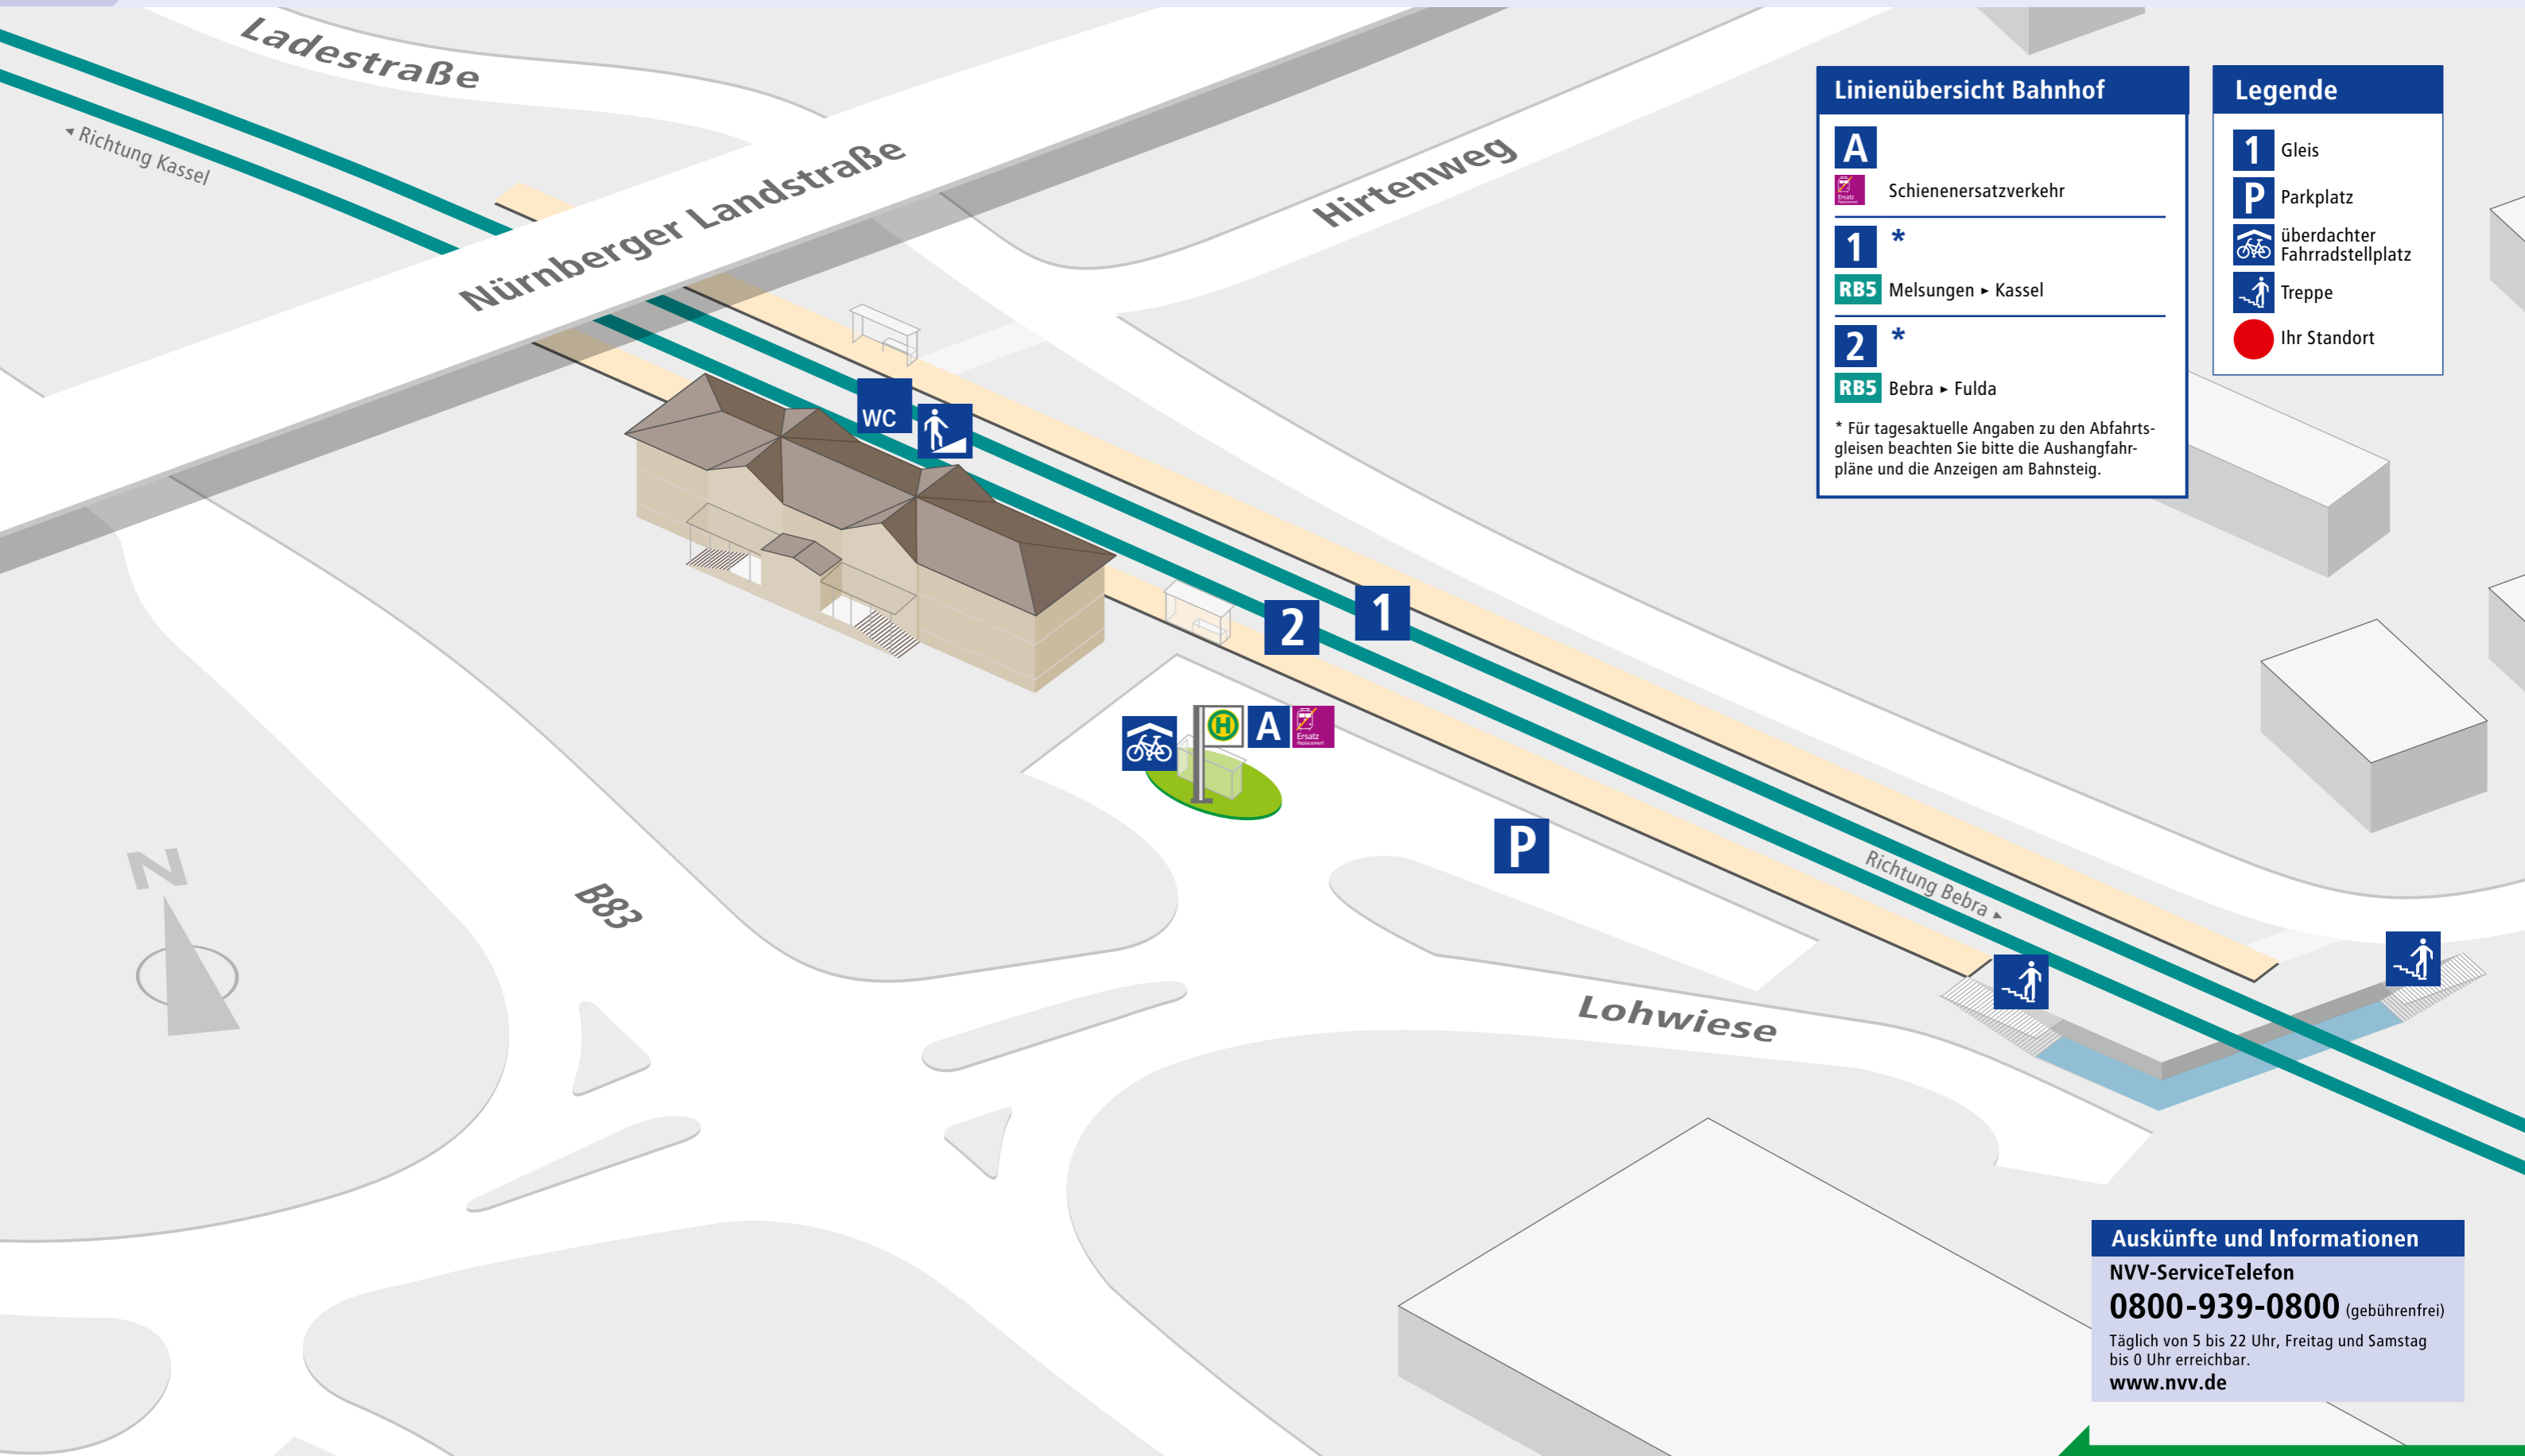 Ladestraße
◂ Richtung Kassel
Nürnberger Landstraße
Hirtenweg
Linienübersicht Bahnhof
A
Ersatz
Replacement
Schienenersatzverkehr
1 *
RB5 Melsungen ▸ Kassel
2 *
RB5 Bebra ▸ Fulda
* Für tagesaktuelle Angaben zu den Abfahrts-
gleisen beachten Sie bitte die Aushangfahr-
pläne und die Anzeigen am Bahnsteig.
Legende
1 Gleis
P Parkplatz
überdachter
Fahrradstellplatz
Treppe
Ihr Standort
WC
2
1
H A Ersatz
Replacement
P
N
B83
Richtung Bebra ▸
Lohwiese
Auskünfte und Informationen
NVV-ServiceTelefon
0800-939-0800 (gebührenfrei)
Täglich von 5 bis 22 Uhr, Freitag und Samstag
bis 0 Uhr erreichbar.
www.nvv.de